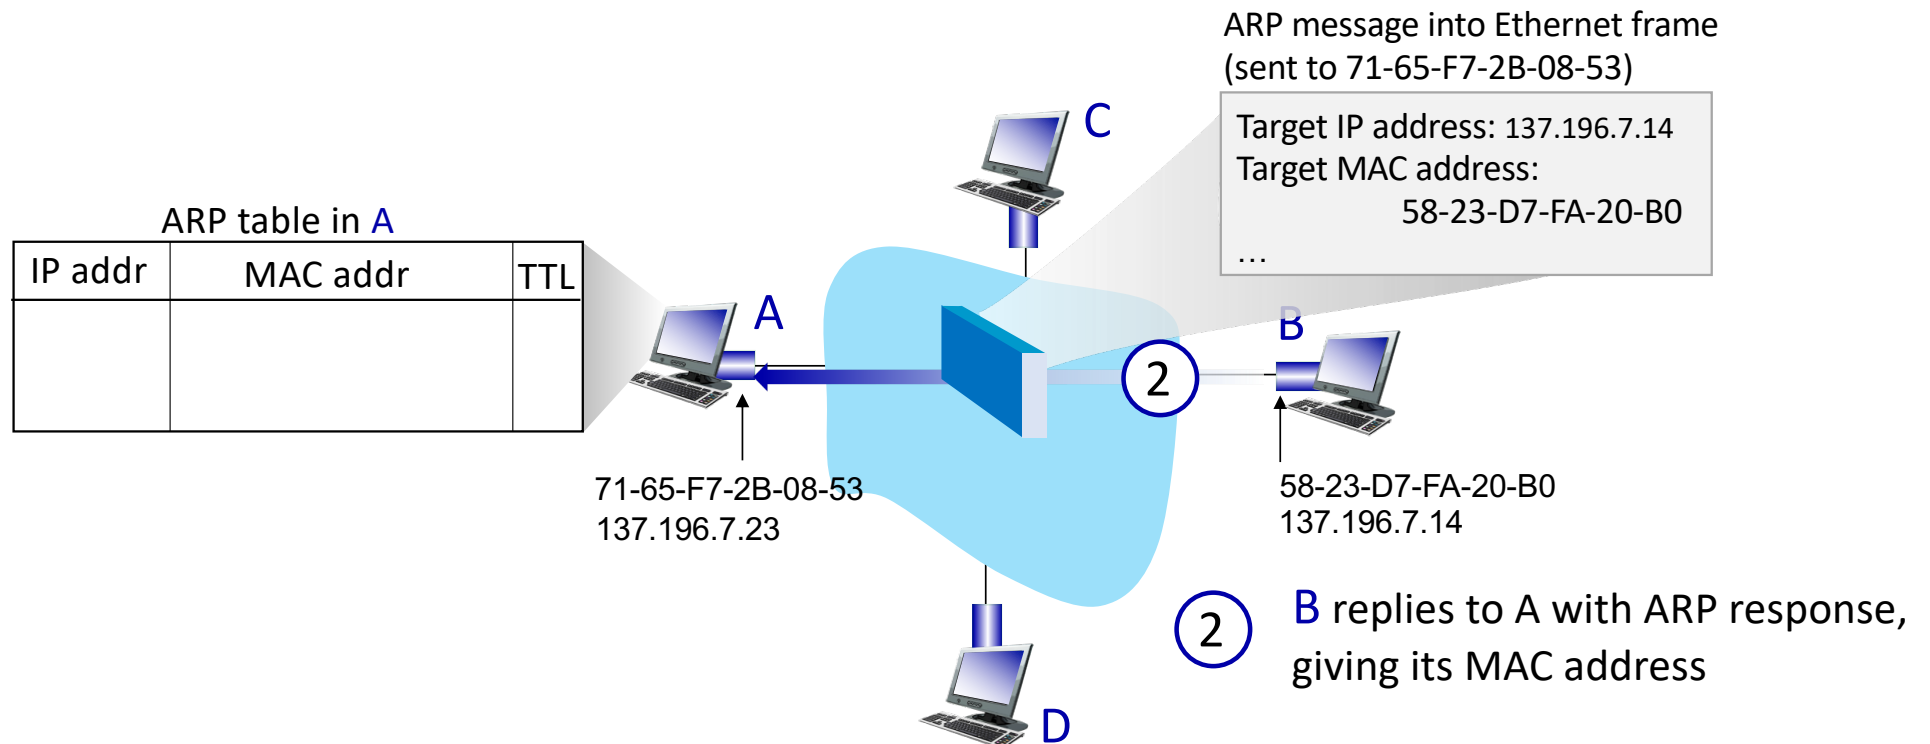 ARP message into Ethernet frame
(sent to 71-65-F7-2B-08-53)
Target IP address: 137.196.7.14
Target MAC address:
58-23-D7-FA-20-B0
...
C
ARP table in A
IP addr MAC addr TTL
A
B
2
71-65-F7-2B-08-53
137.196.7.23
58-23-D7-FA-20-B0
137.196.7.14
2 B replies to A with ARP response,
giving its MAC address
D